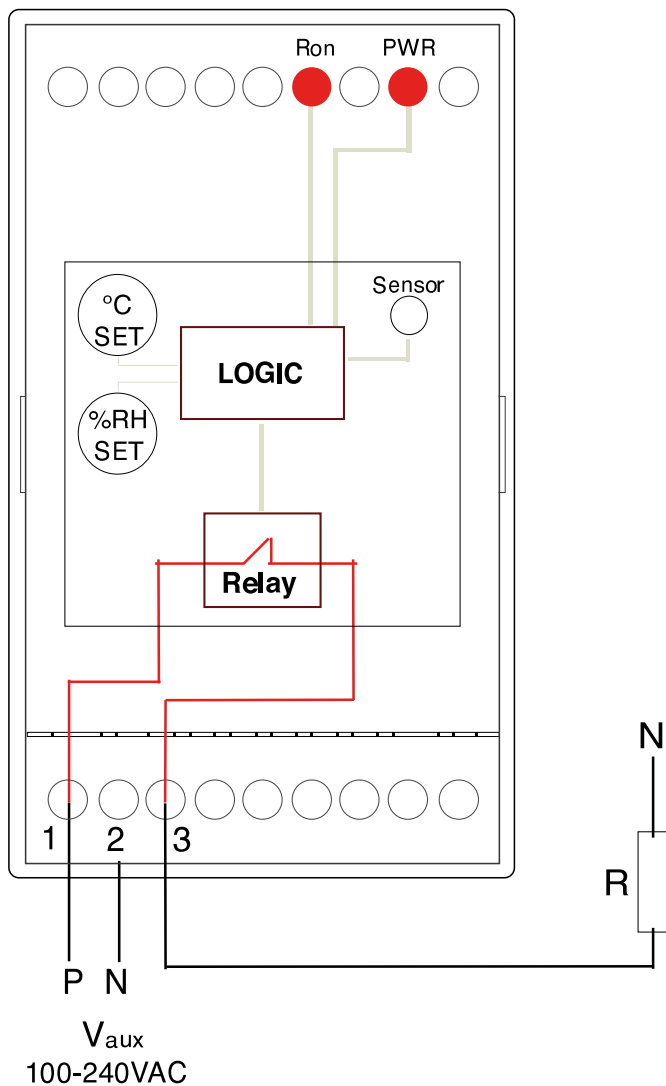 Ron PWR
Sensor
°C
SET
LOGIC
%RH
SET
Relay
N
1 2 3
R
P N
Vaux
100-240VAC